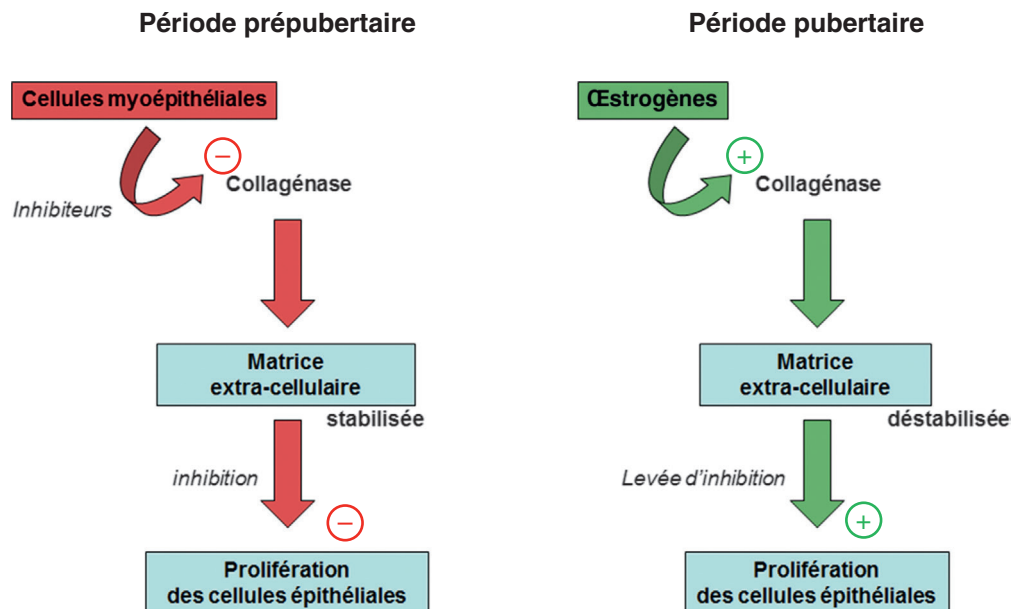 Période prépubertaire
Cellules myoépithéliales
−
Collagénase
Inhibiteurs
Matrice
extra-cellulaire
stabilisée
inhibition
−
Prolifération
des cellules épithéliales
Période pubertaire
Œstrogènes
+
Collagénase
Matrice
extra-cellulaire
déstabilisée
Levée d'inhibition
+
Prolifération
des cellules épithéliales